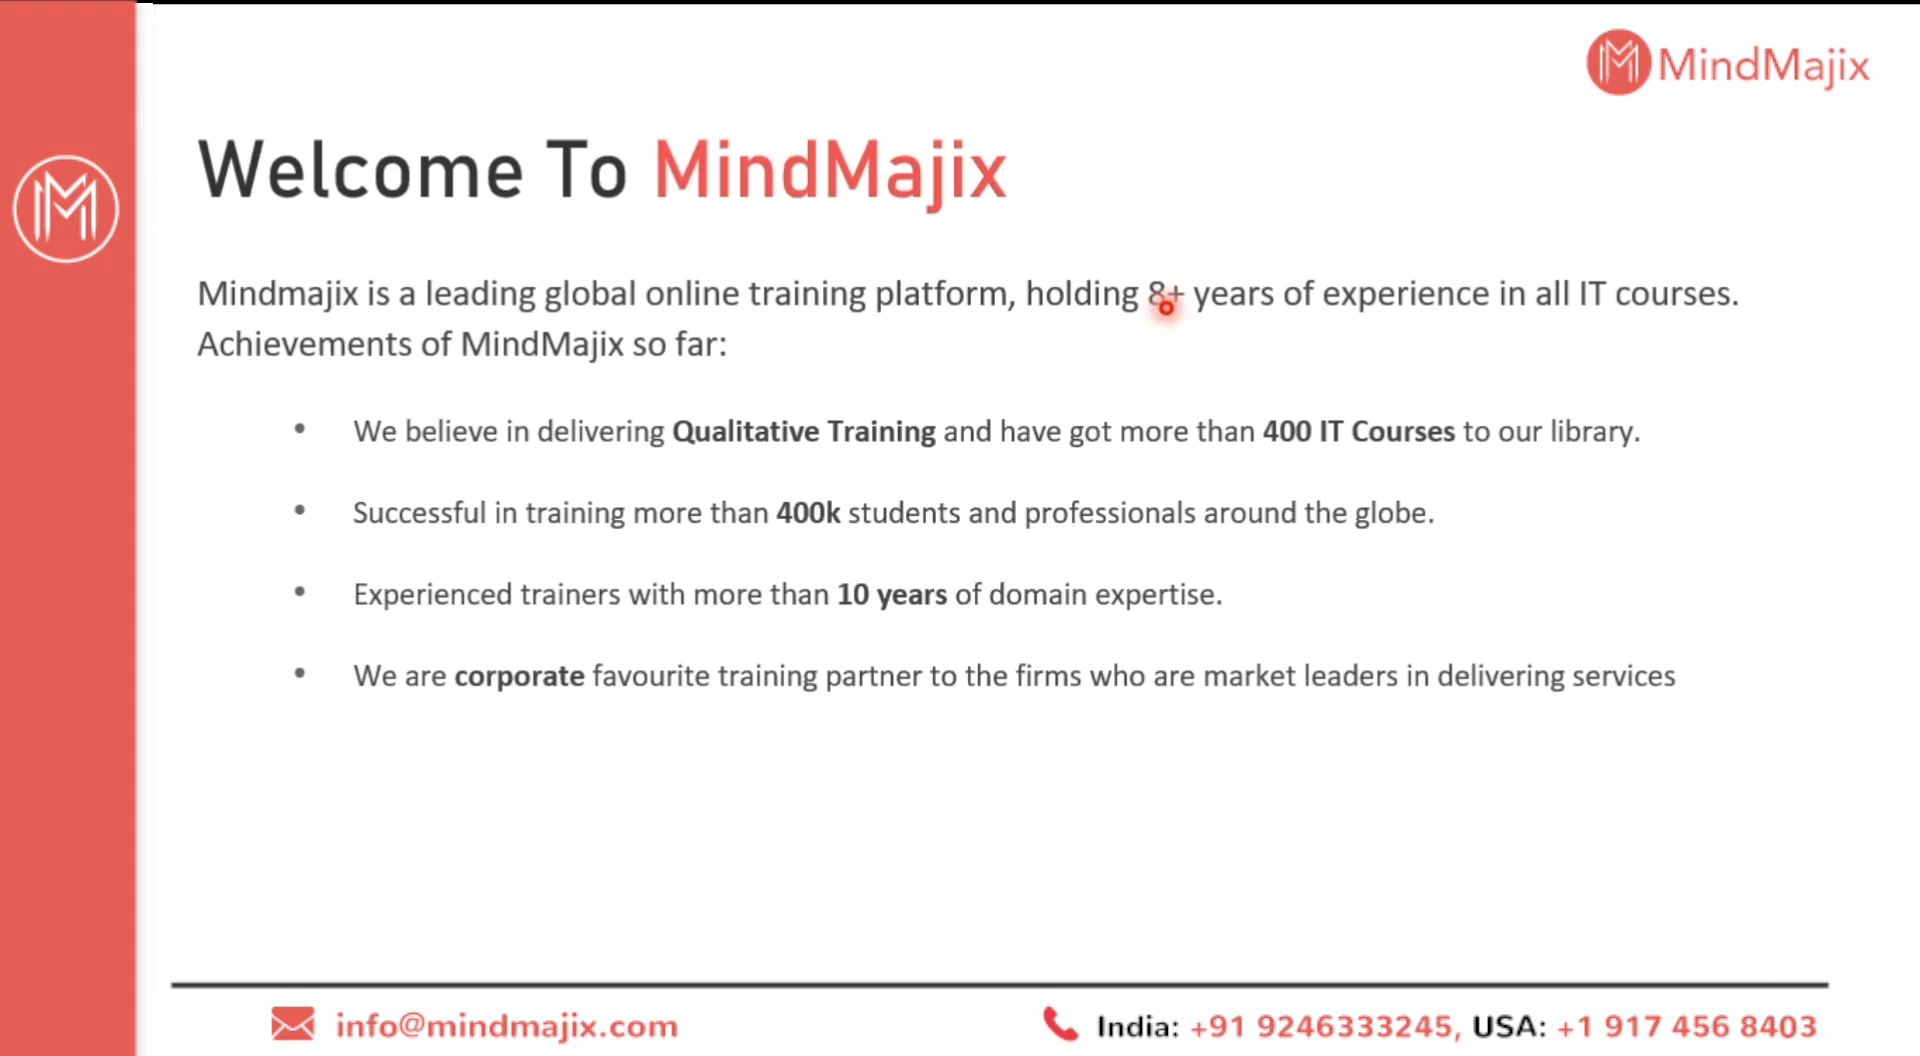 MindMajix
Welcome To MindMajix
Mindmajix is a leading global online training platform, holding 8+ years of experience in all IT courses.
Achievements of MindMajix so far:
• We believe in delivering Qualitative Training and have got more than 400 IT Courses to our library.
• Successful in training more than 400k students and professionals around the globe.
• Experienced trainers with more than 10 years of domain expertise.
• We are corporate favourite training partner to the firms who are market leaders in delivering services
info@mindmajix.com
India: +91 9246333245, USA: +1 917 456 8403